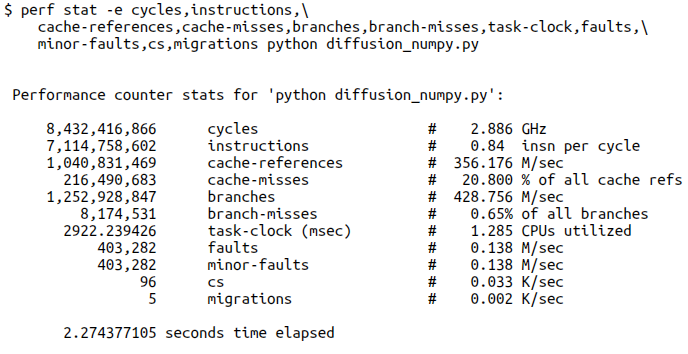 $ perf stat -e cycles,instructions,\
cache-references,cache-misses,branches,branch-misses,task-clock,faults,\
minor-faults,cs,migrations python diffusion_numpy.py
Performance counter stats for 'python diffusion_numpy.py':
8,432,416,866 cycles # 2.886 GHz
7,114,758,602 instructions # 0.84 insn per cycle
1,040,831,469 cache-references # 356.176 M/sec
216,490,683 cache-misses # 20.800 % of all cache refs
1,252,928,847 branches # 428.756 M/sec
8,174,531 branch-misses # 0.65% of all branches
2922.239426 task-clock (msec) # 1.285 CPUs utilized
403,282 faults # 0.138 M/sec
403,282 minor-faults # 0.138 M/sec
96 cs # 0.033 K/sec
5 migrations # 0.002 K/sec
2.274377105 seconds time elapsed